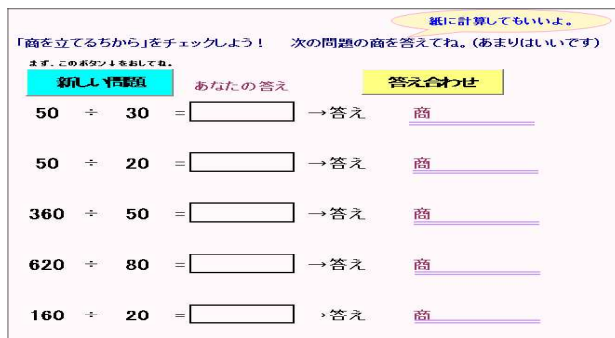 紙に計算してもいいよ。
「商を立てるちから」をチェックしよう！ 次の問題の商を答えてね。(あまりはいいです)
まず、このボタン↓をおしてね。
新しい問題 あなたの答え 答え合わせ
50 ÷ 30 = →答え 商
50 ÷ 20 = →答え 商
360 ÷ 50 = →答え 商
620 ÷ 80 = →答え 商
160 ÷ 20 = →答え 商